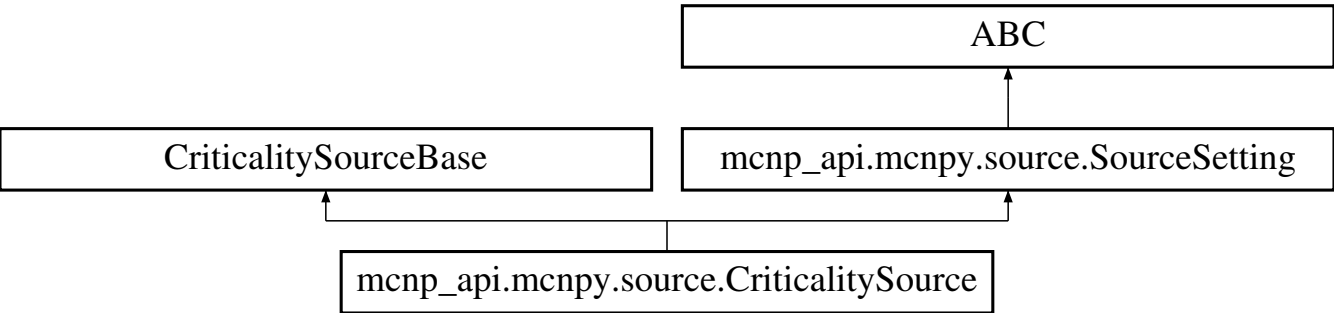 ABC
CriticalitySourceBase
mcnp_api.mcnpy.source.SourceSetting
mcnp_api.mcnpy.source.CriticalitySource